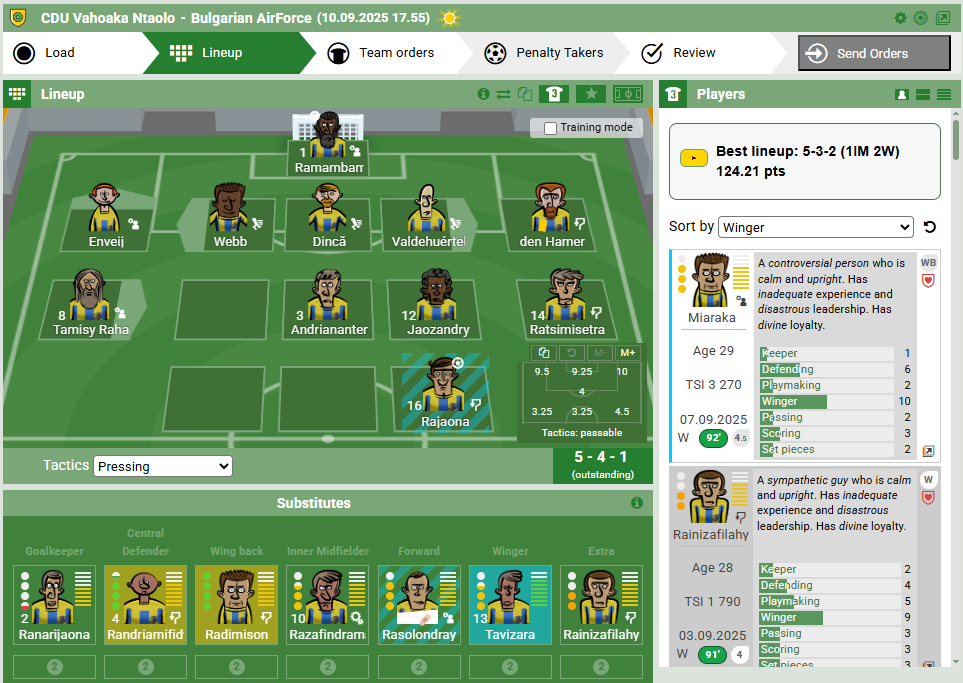 CDU Vahoaka Ntaolo - Bulgarian AirForce (10.09.2025 17.55)
Load
Lineup
Team orders
Penalty Takers
Review
Send Orders
Lineup
3
Training mode
1
Ramambam
Enveij
Webb
Dincă
Valdehuértel
den Hamer
8
Tamisy Raha
3
Andriananter
12
Jaozandry
14
Ratsimisetra
16
Rajaona
M-
M+
9.5 9.25 10
4
3.25 3.25 4.5
Tactics: passable
Tactics
Pressing
5 - 4 - 1
(outstanding)
Substitutes
Goalkeeper
Central
Defender
Wing back
Inner Midfielder
Forward
Winger
Extra
2
Ranarijaona
4
Randriamifid
Radimison
10
Razafindram
Rasolondray
13
Tavizara
Rainizafilahy
2 2 2 2 2 2 2
3
Players
Best lineup: 5-3-2 (1IM 2W)
124.21 pts
Sort by
Winger
Miaraka
Age 29
TSI 3 270
07.09.2025
W 92' 4.5
A controversial person who is
calm and upright. Has
inadequate experience and
disastrous leadership. Has
divine loyalty.
WB
Keeper 1
Defending 6
Playmaking 2
Winger 10
Passing 2
Scoring 3
Set pieces 2
Rainizafilahy
Age 28
TSI 1 790
03.09.2025
W 91' 4
A sympathetic guy who is calm
and upright. Has inadequate
experience and disastrous
leadership. Has divine loyalty.
W
Keeper 2
Defending 4
Playmaking 5
Winger 9
Passing 3
Scoring 3
Set pieces 3